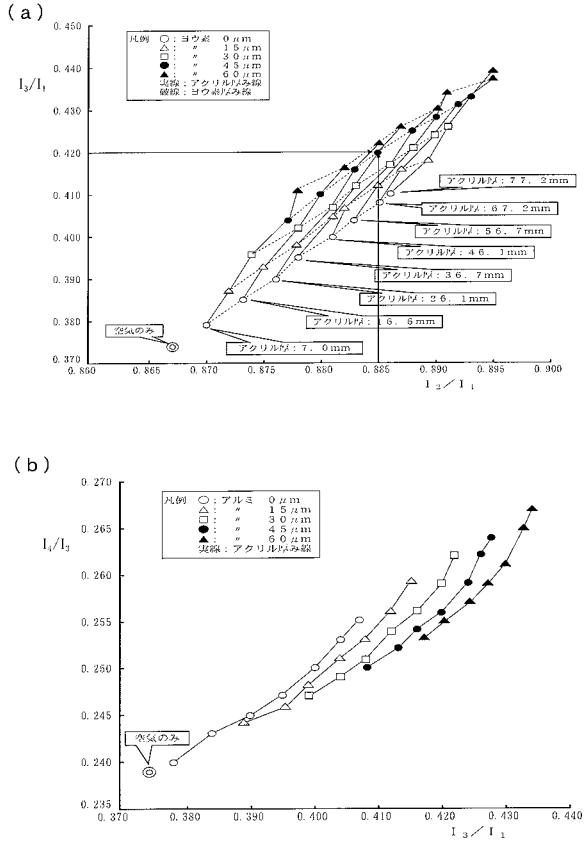 (a)
I₃/I₁
0.450
0.440
0.430
0.420
0.410
0.400
0.390
0.380
0.370
凡例 ○:ヨウ素 0μm
△: 〃 15μm
□: 〃 30μm
●: 〃 45μm
▲: 〃 60μm
実線:アクリル厚み線
破線:ヨウ素厚み線
アクリル厚:77.2mm
アクリル厚:67.2mm
アクリル厚:56.7mm
アクリル厚:46.1mm
アクリル厚:36.7mm
アクリル厚:26.1mm
アクリル厚:16.6mm
アクリル厚:7.0mm
空気のみ
0.860 0.865 0.870 0.875 0.880 0.885 0.890 0.895 0.900
I₂/I₁
(b)
I₄/I₃
0.270
0.265
0.260
0.255
0.250
0.245
0.240
0.235
凡例 ○:アルミ 0μm
△: 〃 15μm
□: 〃 30μm
●: 〃 45μm
▲: 〃 60μm
実線:アクリル厚み線
空気のみ
0.370 0.380 0.390 0.400 0.410 0.420 0.430 0.440
I₃/I₁